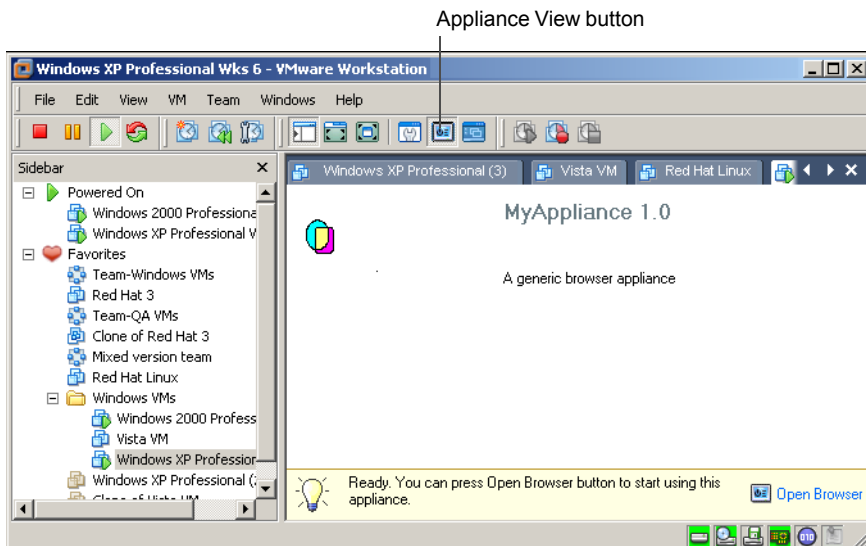 Appliance View button
Windows XP Professional Wks 6 - VMware Workstation
File Edit View VM Team Windows Help
Sidebar
Windows XP Professional (3) Vista VM Red Hat Linux
Powered On
Windows 2000 Professiona
Windows XP Professional V
Favorites
Team-Windows VMs
Red Hat 3
Team-QA VMs
Clone of Red Hat 3
Mixed version team
Red Hat Linux
Windows VMs
Windows 2000 Profess
Vista VM
Windows XP Profession
Windows XP Professional (
MyAppliance 1.0
A generic browser appliance
Ready. You can press Open Browser button to start using this
appliance.
Open Browser
010